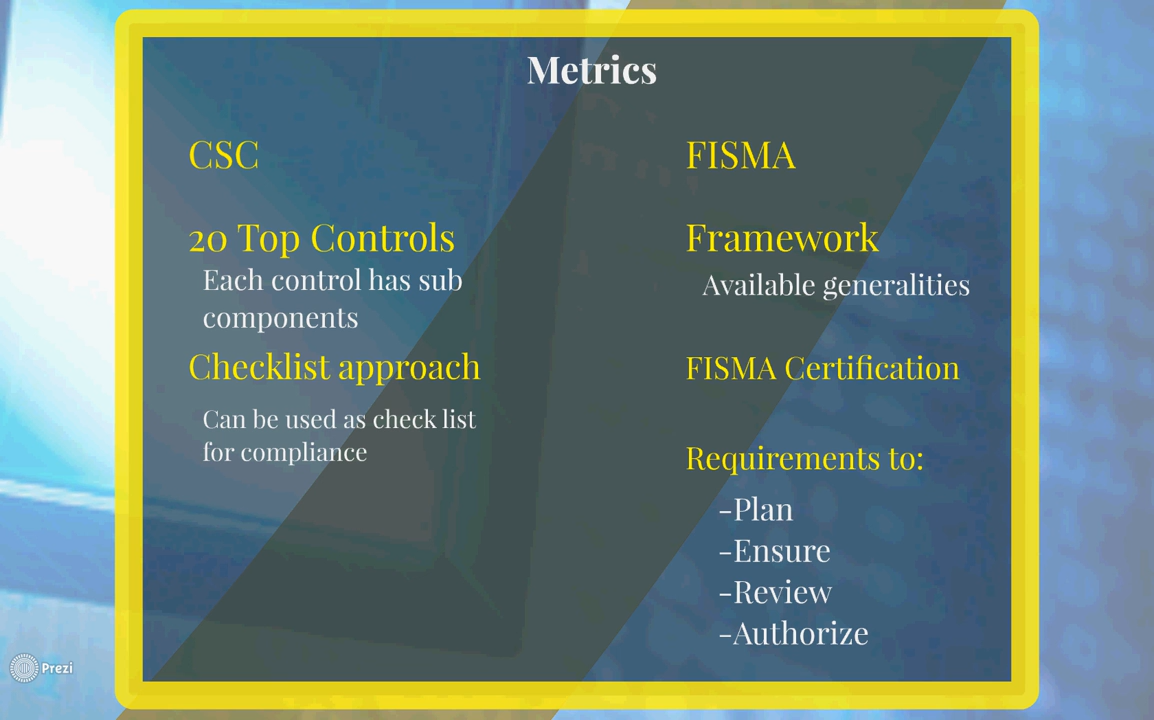 Metrics
CSC
20 Top Controls
Each control has sub
components
Checklist approach
Can be used as check list
for compliance
FISMA
Framework
Available generalities
FISMA Certification
Requirements to:
-Plan
-Ensure
-Review
-Authorize
Prezi